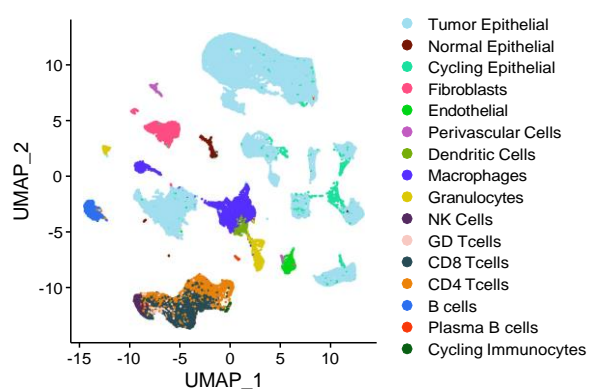 Tumor Epithelial
Normal Epithelial
Cycling Epithelial
Fibroblasts
Endothelial
Perivascular Cells
Dendritic Cells
Macrophages
Granulocytes
NK Cells
GD Tcells
CD8 Tcells
CD4 Tcells
B cells
Plasma B cells
Cycling Immunocytes
UMAP_2
10
5
0
-5
-10
-15 -10 -5 0 5 10
UMAP_1